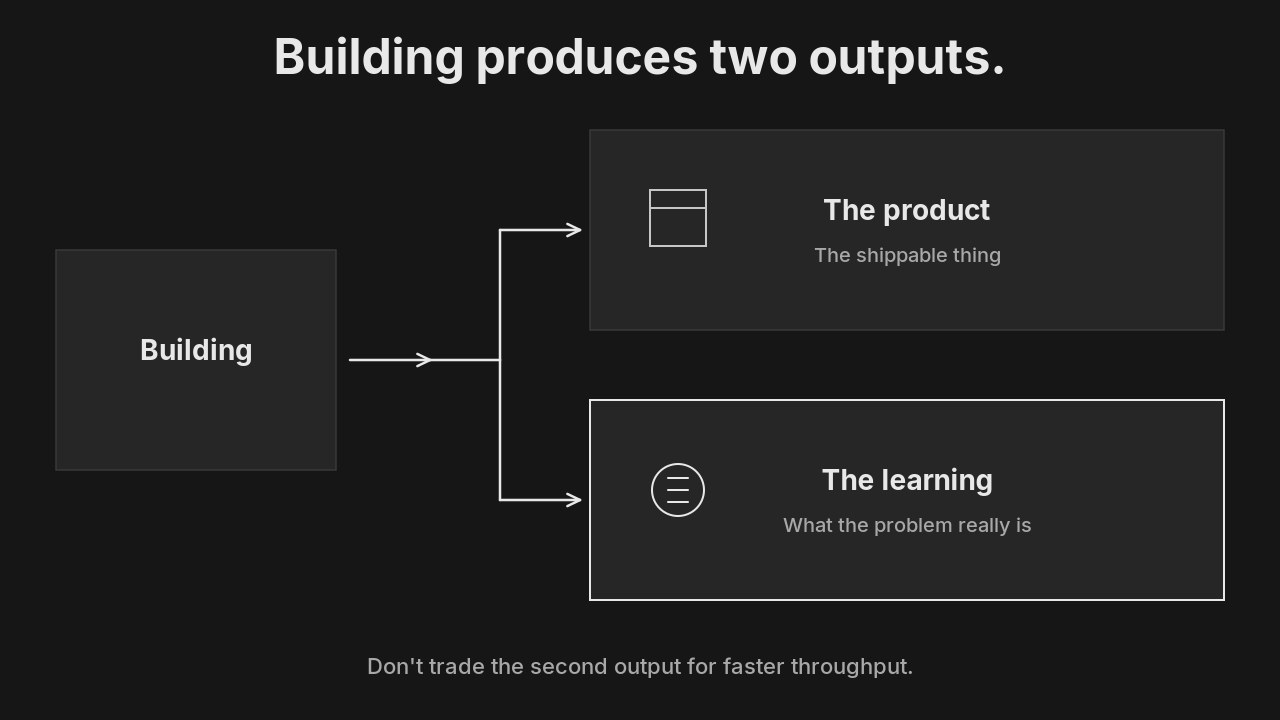 Building produces two outputs.
Building
The product
The shippable thing
The learning
What the problem really is
Don't trade the second output for faster throughput.